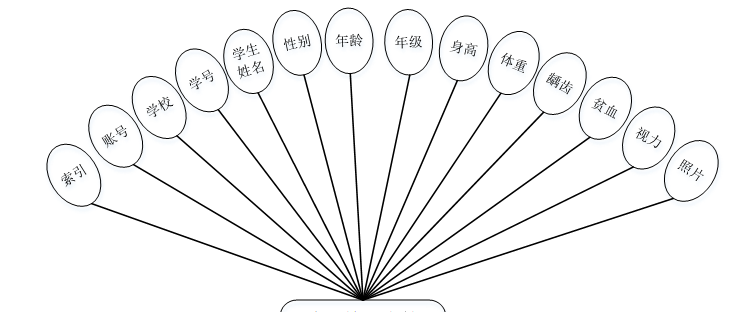 索引
账号
学校
学号
学生
姓名
性别
年龄
年级
身高
体重
龋齿
贫血
视力
照片